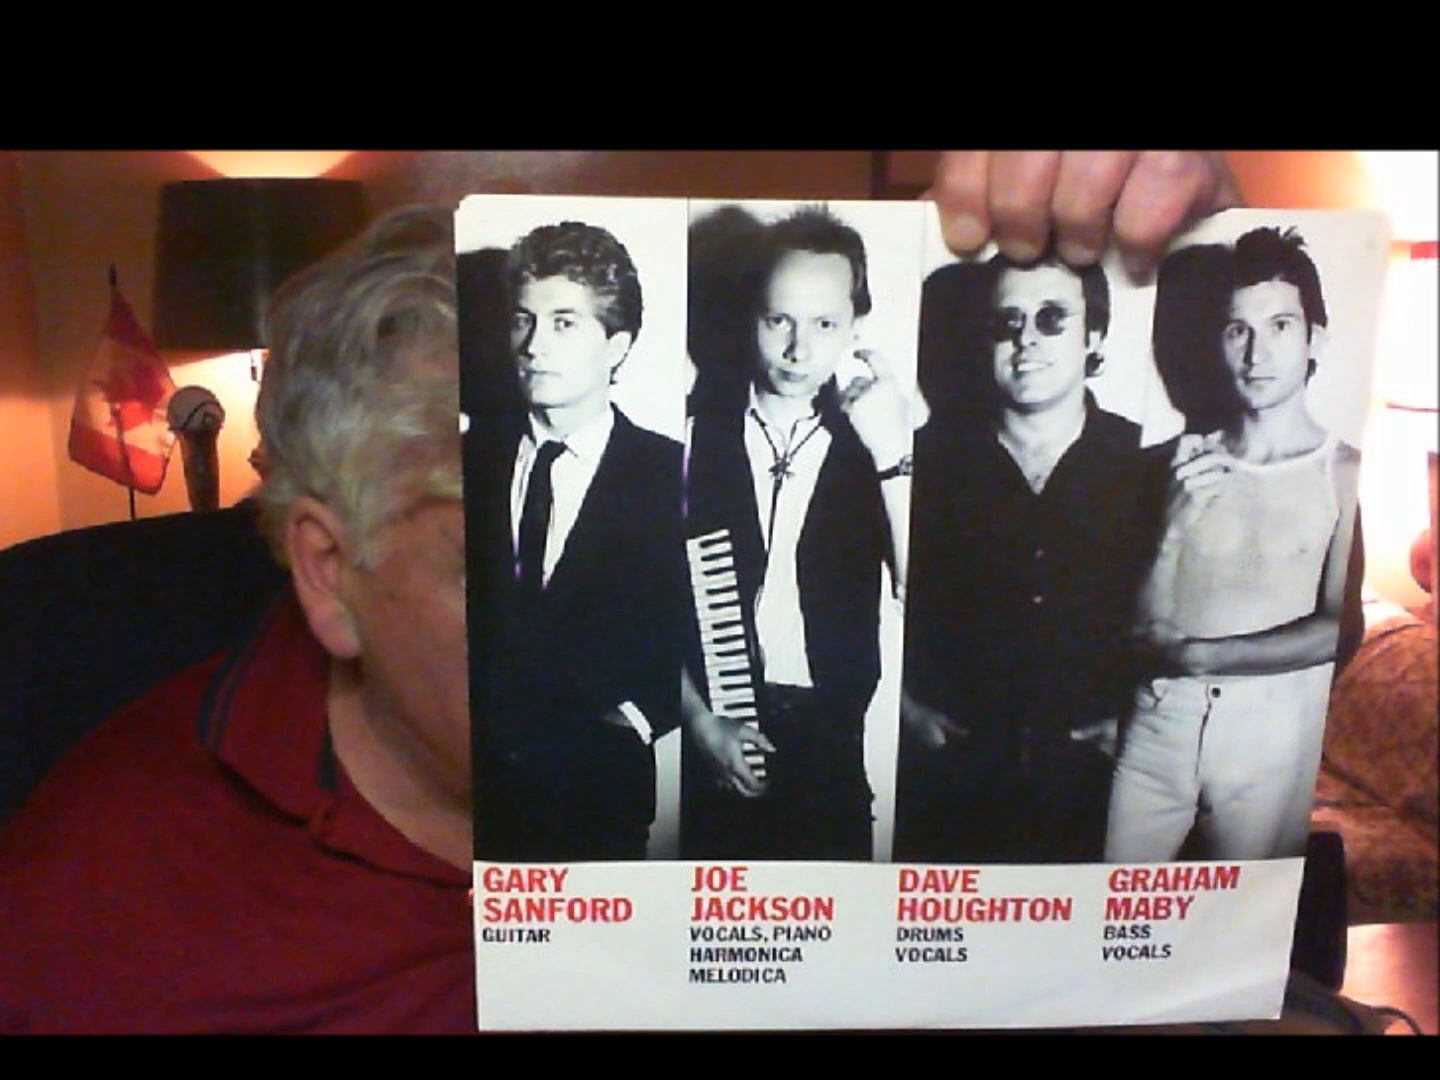 GARY
SANFORD
GUITAR
JOE
JACKSON
VOCALS, PIANO
HARMONICA
MELODICA
DAVE
HOUGHTON
DRUMS
VOCALS
GRAHAM
MABY
BASS
VOCALS